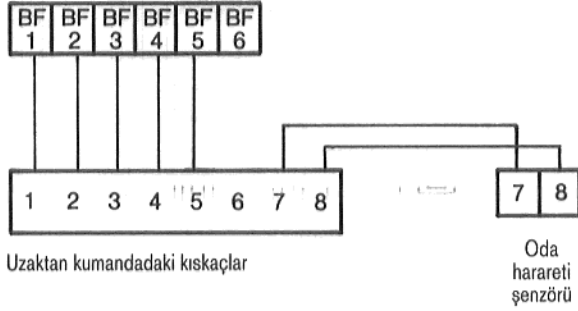 BF BF BF BF BF BF
1 2 3 4 5 6
1 2 3 4 5 6 7 8
7 8
Uzaktan kumandadaki kıskaçlar
Oda
harareti
şenzörü